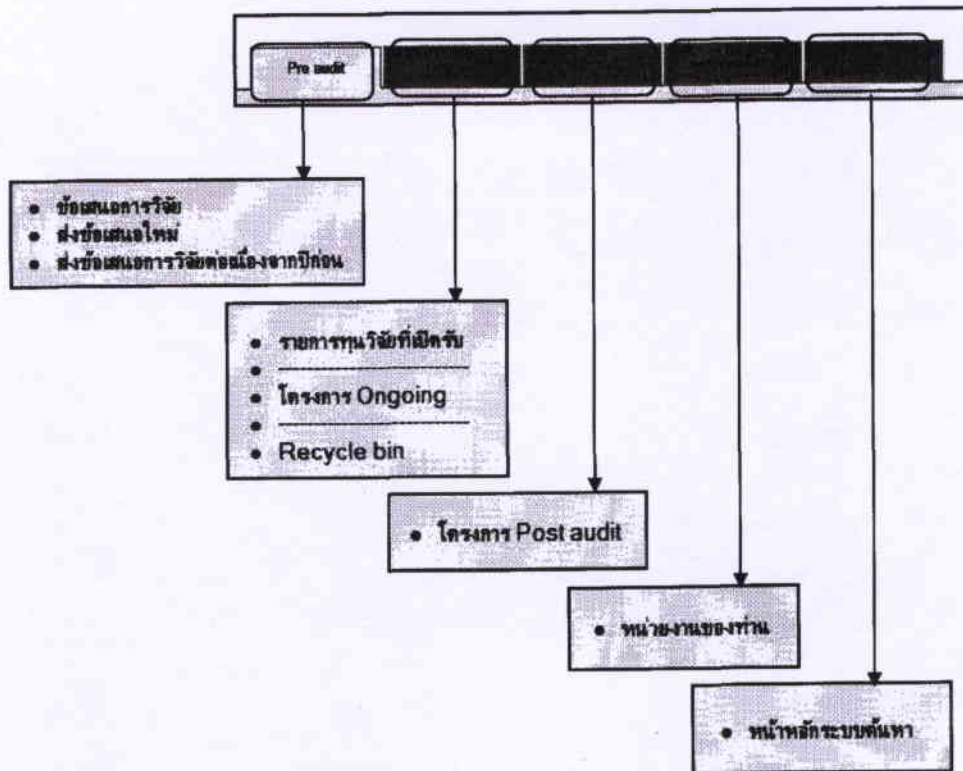 Pre audit
ข้อเสนอการวิจัย
ส่งข้อเสนอใหม่
ส่งข้อเสนอการวิจัยต่อเนื่องจากปีก่อน
รายการทุนวิจัยที่เปิดรับ
โครงการ Ongoing
Recycle bin
โครงการ Post audit
หน่วยงานของท่าน
หน้าหลักระบบค้นหา